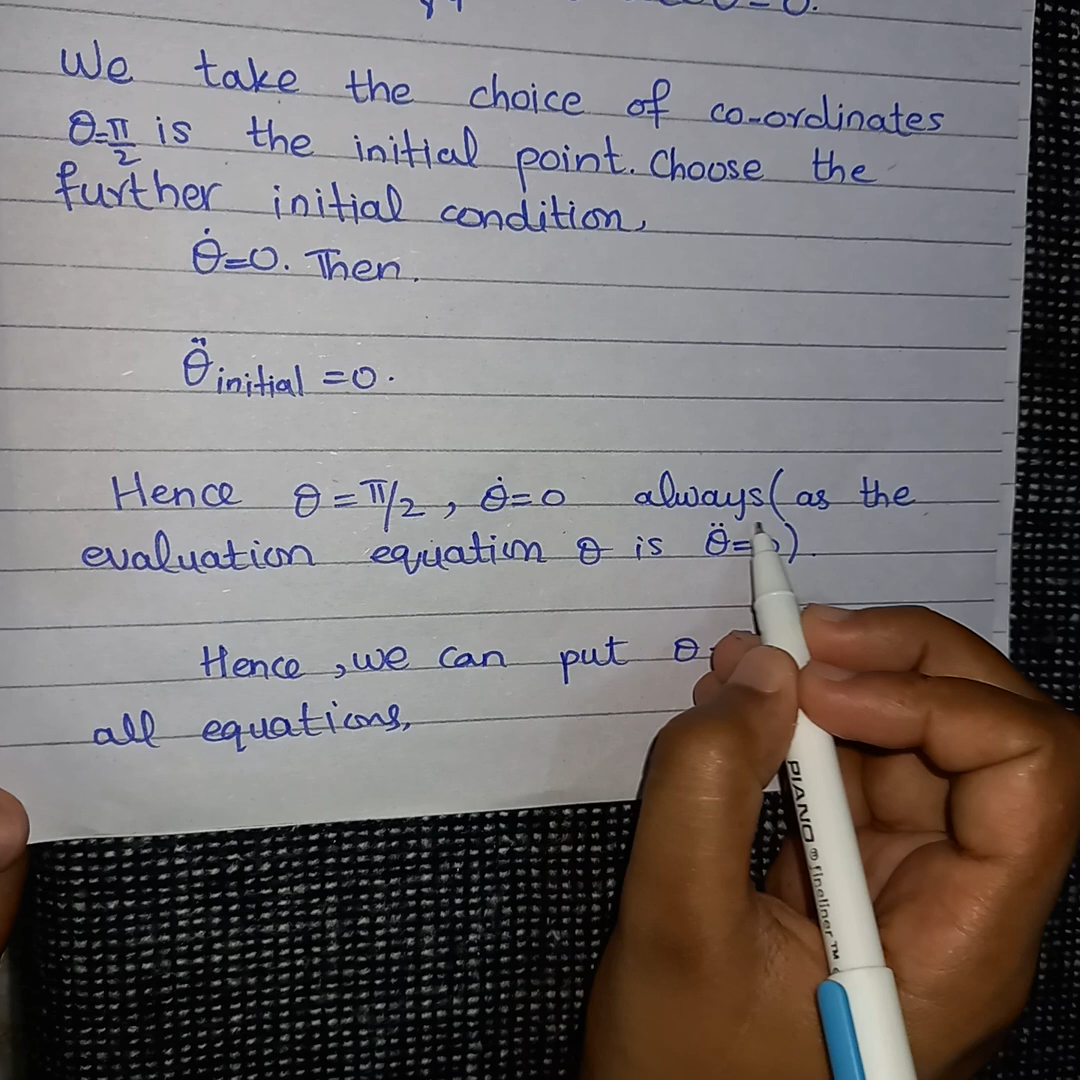 We take the choice of co-ordinates
θ=π/2 is the initial point. Choose the
further initial condition,
θ̇=0. Then.
θ̈initial =0.
Hence θ=π/2, θ̇=0 always(as the
evaluation equation θ is θ̈=0).
Hence, we can put θ
all equations,
PIANO ® fineliner ™